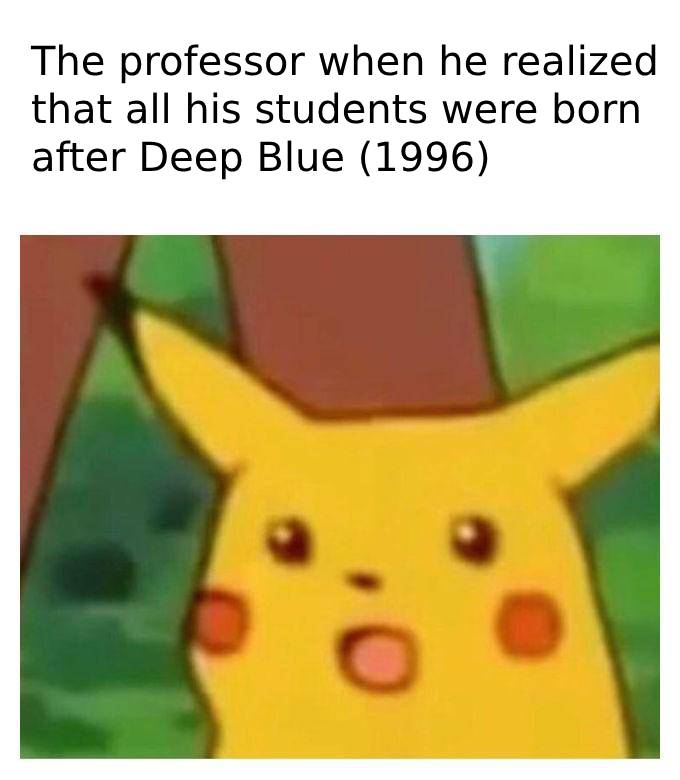 The professor when he realized
that all his students were born
after Deep Blue (1996)